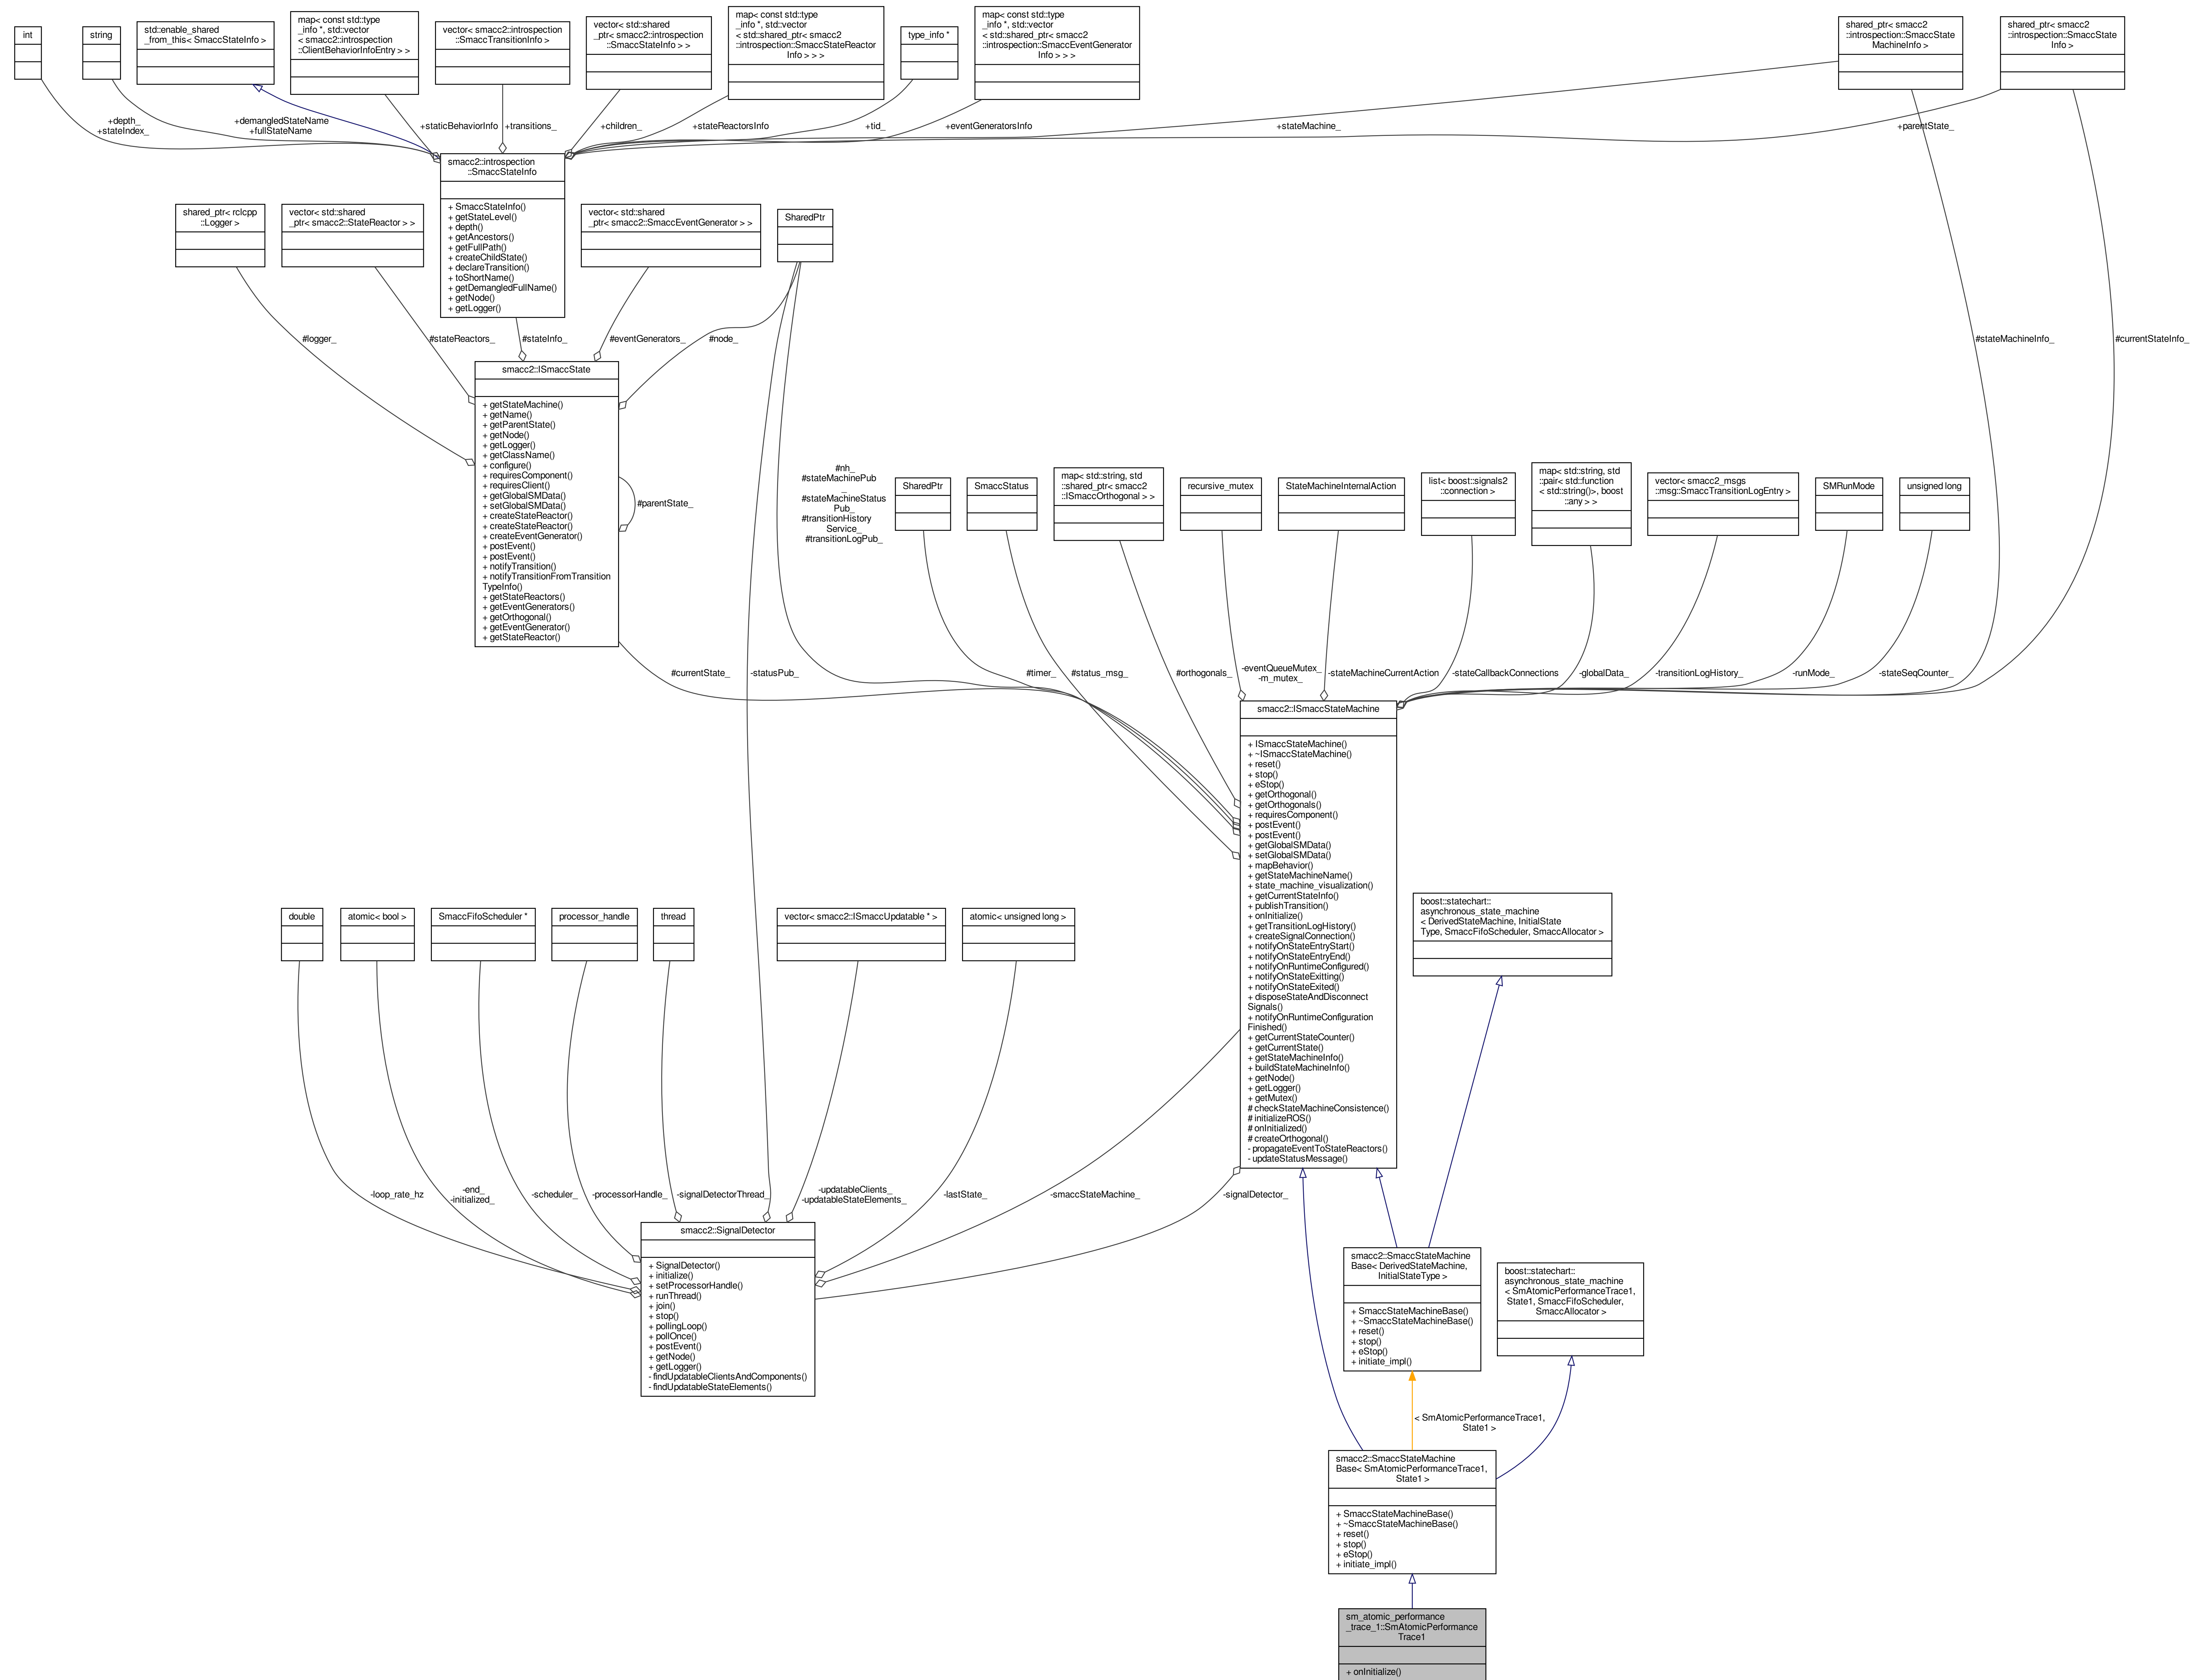 int
string
std::enable_shared
_from_this< SmaccStateInfo >
map< const std::type
_info *, std::vector
< smacc2::introspection
::ClientBehaviorInfoEntry > >
vector< smacc2::introspection
::SmaccTransitionInfo >
vector< std::shared
_ptr< smacc2::introspection
::SmaccStateInfo > >
map< const std::type
_info *, std::vector
< std::shared_ptr< smacc2
::introspection::SmaccStateReactor
Info > > >
type_info *
map< const std::type
_info *, std::vector
< std::shared_ptr< smacc2
::introspection::SmaccEventGenerator
Info > > >
shared_ptr< smacc2
::introspection::SmaccState
MachineInfo >
shared_ptr< smacc2
::introspection::SmaccState
Info >
+depth_
+stateIndex_
+demangledStateName
+fullStateName
+staticBehaviorInfo
+transitions_
+children_
+stateReactorsInfo
+tid_
+eventGeneratorsInfo
+stateMachine_
+parentState_
smacc2::introspection
::SmaccStateInfo
+ SmaccStateInfo()
+ getStateLevel()
+ depth()
+ getAncestors()
+ getFullPath()
+ createChildState()
+ declareTransition()
+ toShortName()
+ getDemangledFullName()
+ getNode()
+ getLogger()
shared_ptr< rclcpp
::Logger >
vector< std::shared
_ptr< smacc2::StateReactor > >
vector< std::shared
_ptr< smacc2::SmaccEventGenerator > >
SharedPtr
#logger_
#stateReactors_
#stateInfo_
#eventGenerators_
#node_
#stateMachineInfo_
#currentStateInfo_
smacc2::ISmaccState
+ getStateMachine()
+ getName()
+ getParentState()
+ getNode()
+ getLogger()
+ getClassName()
+ configure()
+ requiresComponent()
+ requiresClient()
+ getGlobalSMData()
+ setGlobalSMData()
+ createStateReactor()
+ createStateReactor()
+ createEventGenerator()
+ postEvent()
+ postEvent()
+ notifyTransition()
+ notifyTransitionFromTransition
TypeInfo()
+ getStateReactors()
+ getEventGenerators()
+ getOrthogonal()
+ getEventGenerator()
+ getStateReactor()
#parentState_
#nh_
#stateMachinePub
_
#stateMachineStatus
Pub_
#transitionHistory
Service_
#transitionLogPub_
SharedPtr
SmaccStatus
map< std::string, std
::shared_ptr< smacc2
::ISmaccOrthogonal > >
recursive_mutex
StateMachineInternalAction
list< boost::signals2
::connection >
map< std::string, std
::pair< std::function
< std::string()>, boost
::any > >
vector< smacc2_msgs
::msg::SmaccTransitionLogEntry >
SMRunMode
unsigned long
#currentState_
-statusPub_
#timer_
#status_msg_
#orthogonals_
-eventQueueMutex_
-m_mutex_
-stateMachineCurrentAction
-stateCallbackConnections
-globalData_
-transitionLogHistory_
-runMode_
-stateSeqCounter_
smacc2::ISmaccStateMachine
+ ISmaccStateMachine()
+ ~ISmaccStateMachine()
+ reset()
+ stop()
+ eStop()
+ getOrthogonal()
+ getOrthogonals()
+ requiresComponent()
+ postEvent()
+ postEvent()
+ getGlobalSMData()
+ setGlobalSMData()
+ mapBehavior()
+ getStateMachineName()
+ state_machine_visualization()
+ getCurrentStateInfo()
+ publishTransition()
+ onInitialize()
+ getTransitionLogHistory()
+ createSignalConnection()
+ notifyOnStateEntryStart()
+ notifyOnStateEntryEnd()
+ notifyOnRuntimeConfigured()
+ notifyOnStateExitting()
+ notifyOnStateExited()
+ disposeStateAndDisconnect
Signals()
+ notifyOnRuntimeConfiguration
Finished()
+ getCurrentStateCounter()
+ getCurrentState()
+ getStateMachineInfo()
+ buildStateMachineInfo()
+ getNode()
+ getLogger()
+ getMutex()
# checkStateMachineConsistence()
# initializeROS()
# onInitialized()
# createOrthogonal()
- propagateEventToStateReactors()
- updateStatusMessage()
double
atomic< bool >
SmaccFifoScheduler *
processor_handle
thread
vector< smacc2::ISmaccUpdatable * >
atomic< unsigned long >
boost::statechart::
asynchronous_state_machine
< DerivedStateMachine, InitialState
Type, SmaccFifoScheduler, SmaccAllocator >
-loop_rate_hz
-end_
-initialized_
-scheduler_
-processorHandle_
-signalDetectorThread_
-updatableClients_
-updatableStateElements_
-lastState_
-smaccStateMachine_
-signalDetector_
smacc2::SignalDetector
+ SignalDetector()
+ initialize()
+ setProcessorHandle()
+ runThread()
+ join()
+ stop()
+ pollingLoop()
+ pollOnce()
+ postEvent()
+ getNode()
+ getLogger()
- findUpdatableClientsAndComponents()
- findUpdatableStateElements()
smacc2::SmaccStateMachine
Base< DerivedStateMachine,
InitialStateType >
+ SmaccStateMachineBase()
+ ~SmaccStateMachineBase()
+ reset()
+ stop()
+ eStop()
+ initiate_impl()
boost::statechart::
asynchronous_state_machine
< SmAtomicPerformanceTrace1,
State1, SmaccFifoScheduler,
SmaccAllocator >
< SmAtomicPerformanceTrace1,
State1 >
smacc2::SmaccStateMachine
Base< SmAtomicPerformanceTrace1,
State1 >
+ SmaccStateMachineBase()
+ ~SmaccStateMachineBase()
+ reset()
+ stop()
+ eStop()
+ initiate_impl()
sm_atomic_performance
_trace_1::SmAtomicPerformance
Trace1
+ onInitialize()